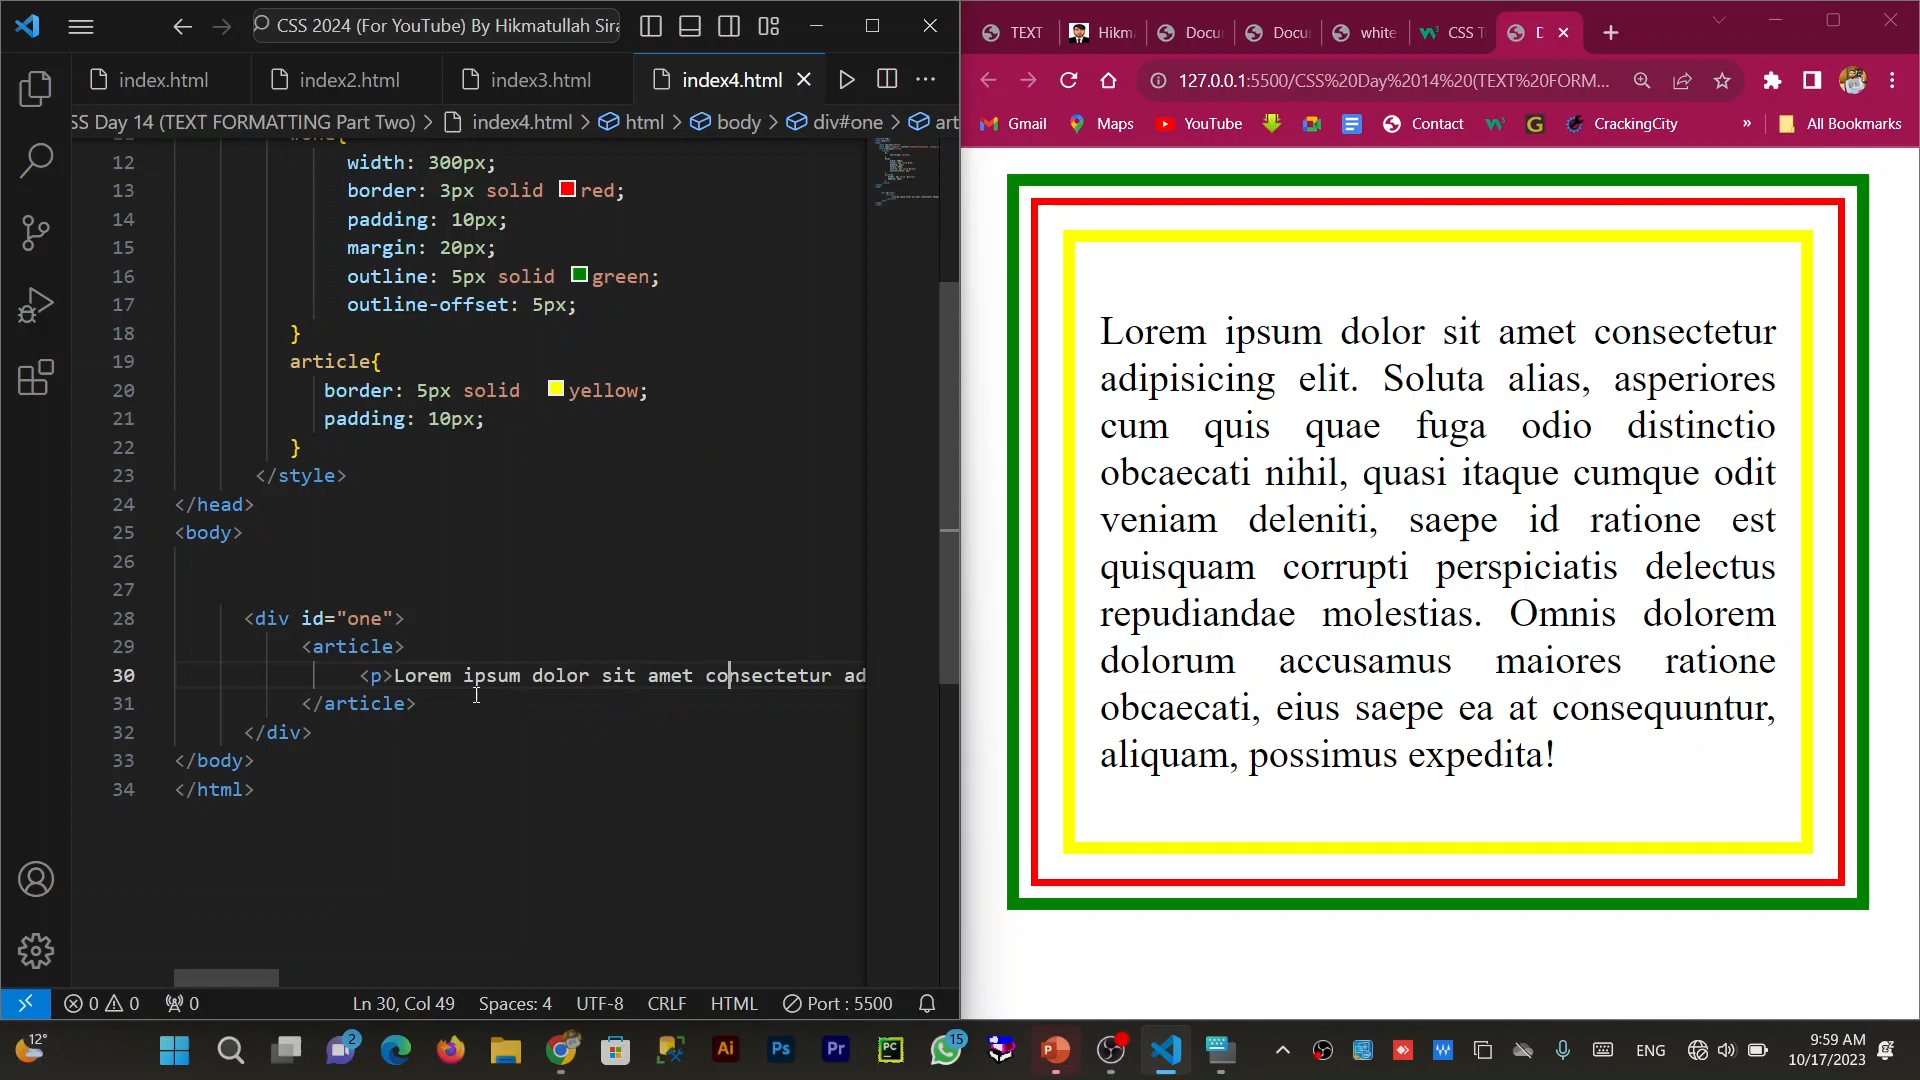 CSS 2024 (For YouTube) By Hikmatullah Sira
index.html
index2.html
index3.html
index4.html
SS Day 14 (TEXT FORMATTING Part Two) > index4.html > html > body > div#one > art
12 width: 300px;
13 border: 3px solid red;
14 padding: 10px;
15 margin: 20px;
16 outline: 5px solid green;
17 outline-offset: 5px;
18 }
19 article{
20 border: 5px solid yellow;
21 padding: 10px;
22 }
23 </style>
24 </head>
25 <body>
26
27
28 <div id="one">
29 <article>
30 <p>Lorem ipsum dolor sit amet consectetur ad
31 </article>
32 </div>
33 </body>
34 </html>
0 0 0
Ln 30, Col 49
Spaces: 4
UTF-8
CRLF
HTML
Port : 5500
TEXT
Hikm
Docu
Docu
white
CSS T
D
127.0.0.1:5500/CSS%20Day%2014%20(TEXT%20FORM...
Gmail
Maps
YouTube
Contact
G
CrackingCity
»
All Bookmarks
Lorem ipsum dolor sit amet consectetur
adipisicing elit. Soluta alias, asperiores
cum quis quae fuga odio distinctio
obcaecati nihil, quasi itaque cumque odit
veniam deleniti, saepe id ratione est
quisquam corrupti perspiciatis delectus
repudiandae molestias. Omnis dolorem
dolorum accusamus maiores ratione
obcaecati, eius saepe ea at consequuntur,
aliquam, possimus expedita!
12°
2
Ai
Ps
Pr
PC
15
P
ENG
9:59 AM
10/17/2023